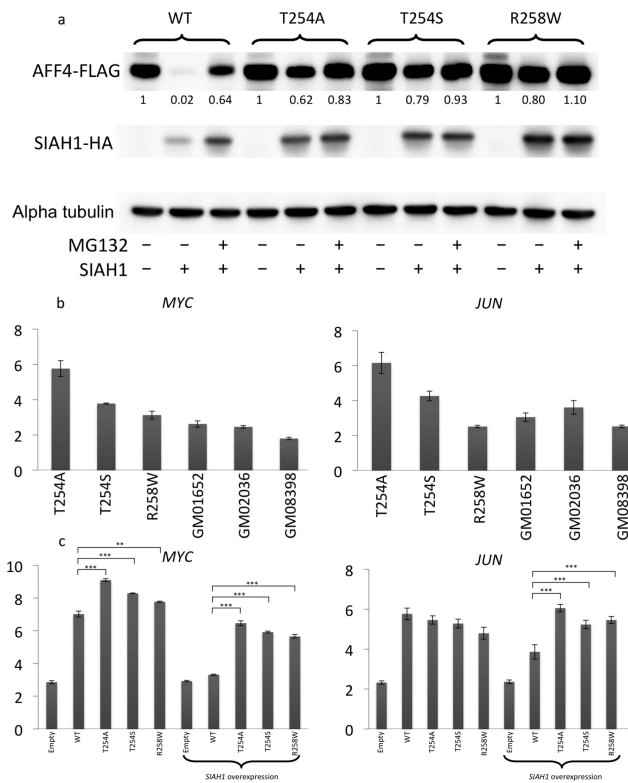 a
WT T254A T254S R258W
AFF4-FLAG
1 0.02 0.64 1 0.62 0.83 1 0.79 0.93 1 0.80 1.10
SIAH1-HA
Alpha tubulin
MG132 − − + − − + − − + − − +
SIAH1 − + + − + + − + + − + +
b
MYC
8
6
4
2
0
T254A T254S R258W GM01652 GM02036 GM08398
JUN
8
6
4
2
0
T254A T254S R258W GM01652 GM02036 GM08398
c
MYC
10
8
6
4
2
0
**
***
***
***
***
***
Empty WT T254A T254S R258W Empty WT T254A T254S R258W
SIAH1 overexpression
JUN
8
6
4
2
0
***
***
***
Empty WT T254A T254S R258W Empty WT T254A T254S R258W
SIAH1 overexpression